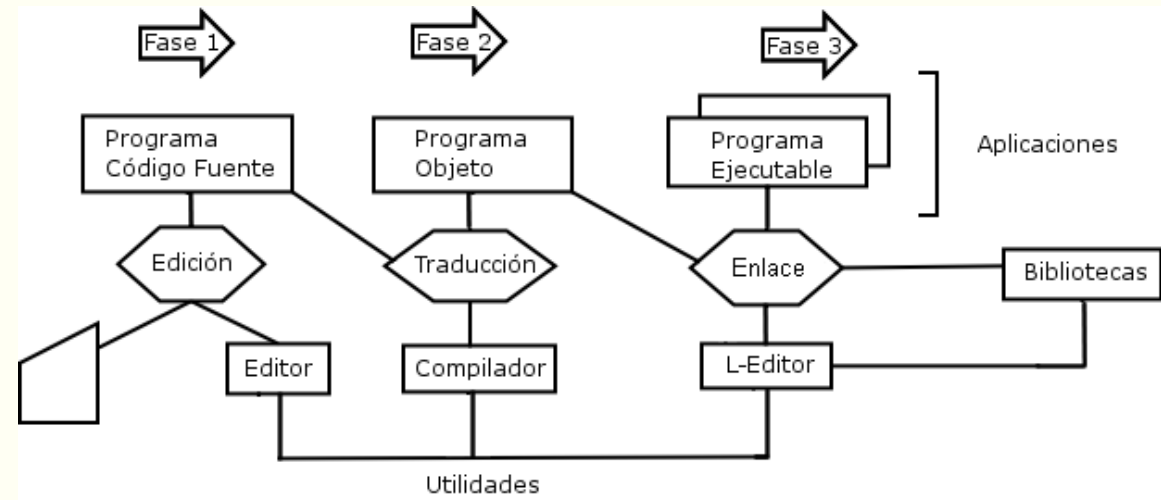 Fase 1
Fase 2
Fase 3
Programa
Código Fuente
Programa
Objeto
Programa
Ejecutable
Aplicaciones
Edición
Traducción
Enlace
Bibliotecas
Editor
Compilador
L-Editor
Utilidades